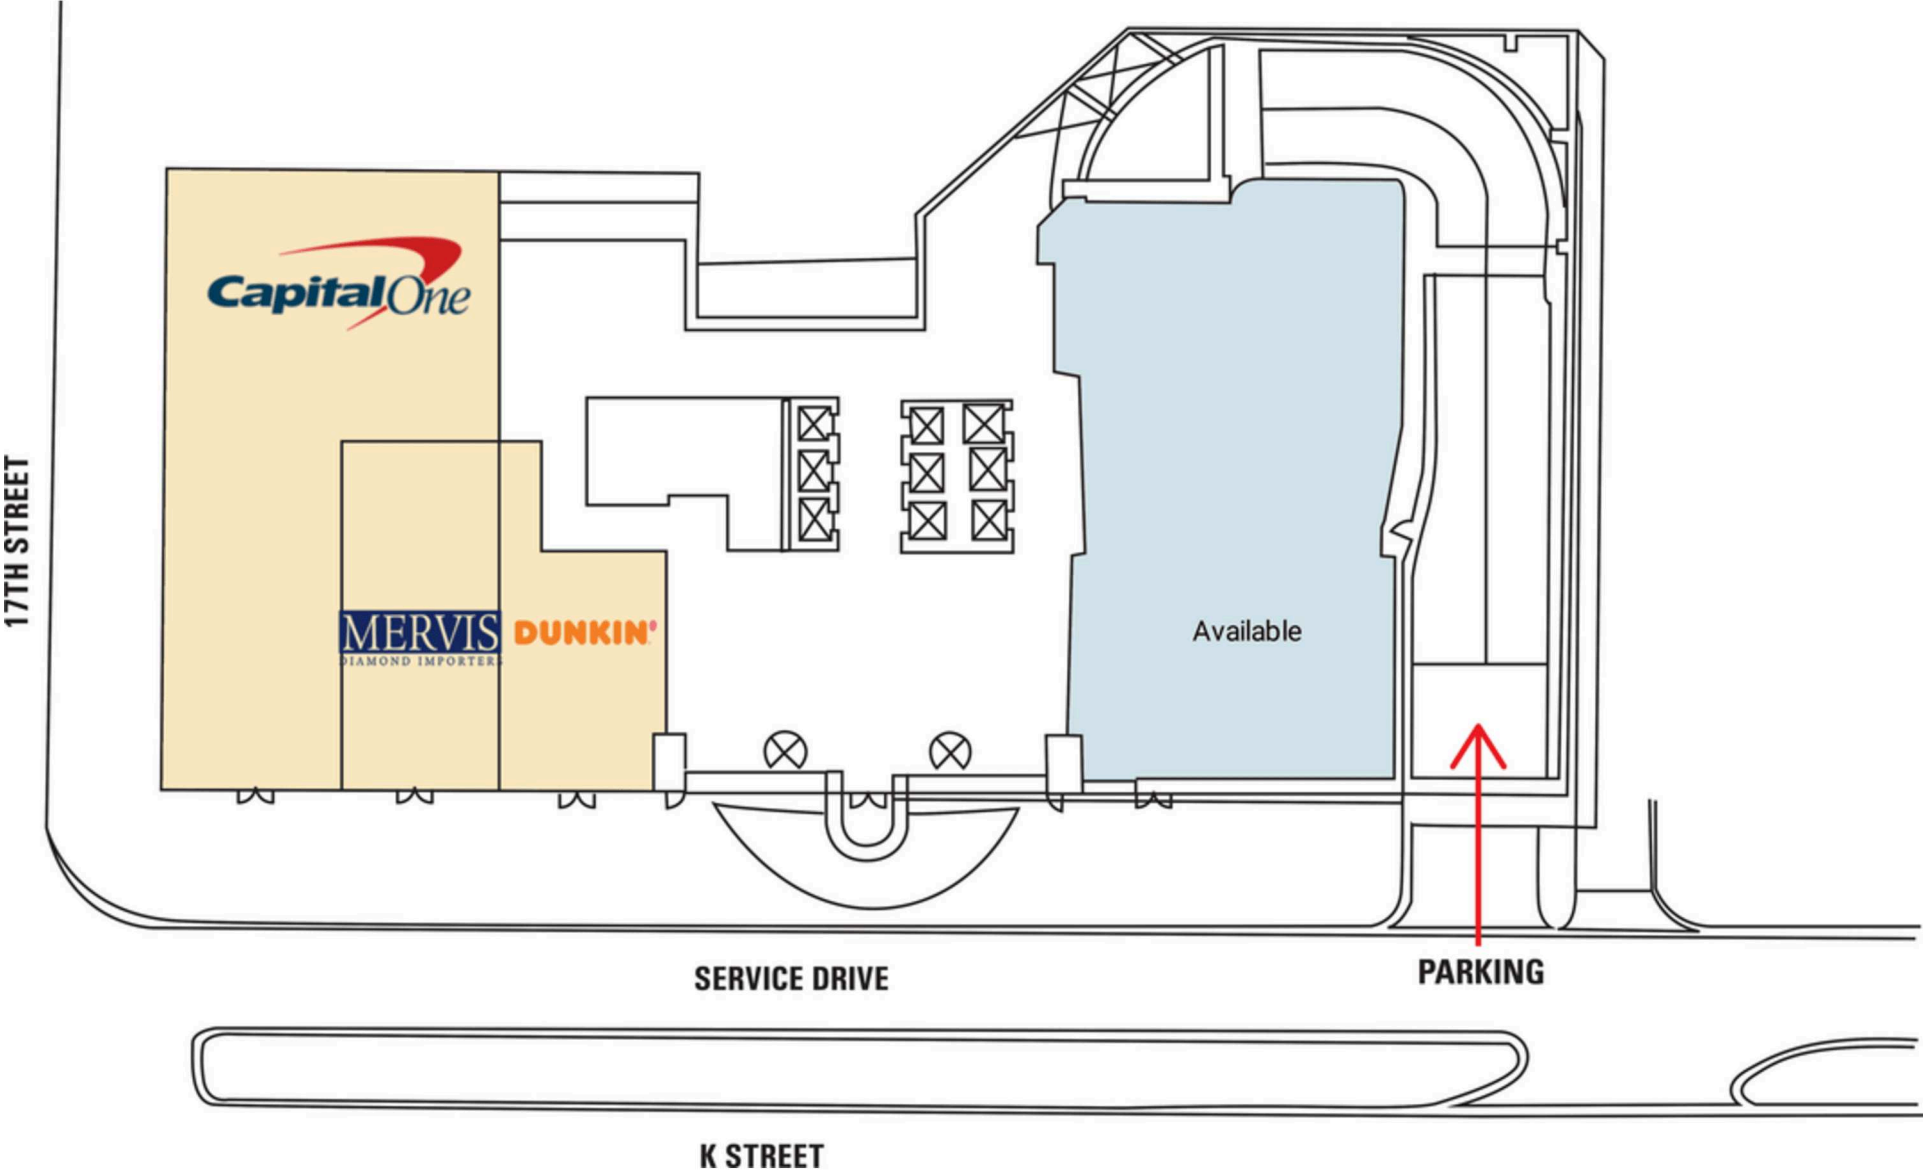 CapitalOne
17TH STREET
MERVIS
DIAMOND IMPORTERS
DUNKIN'
Available
SERVICE DRIVE
PARKING
K STREET